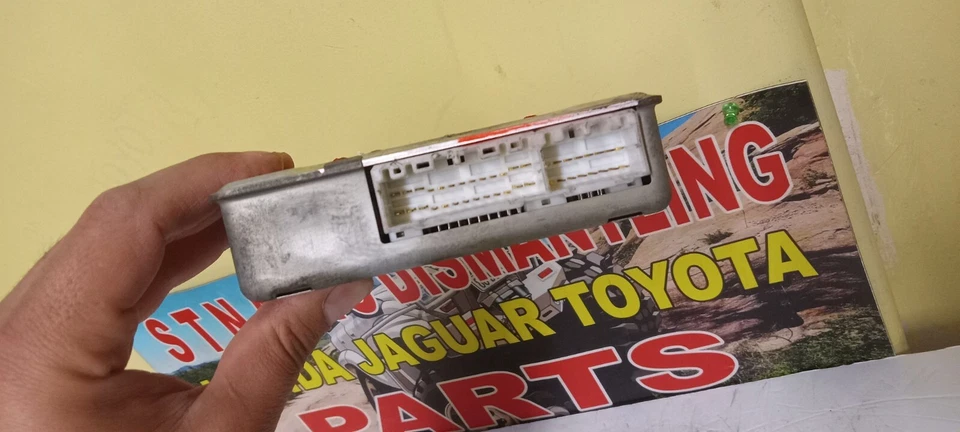 STN DISMANTLING
JAGUAR TOYOTA
PARTS